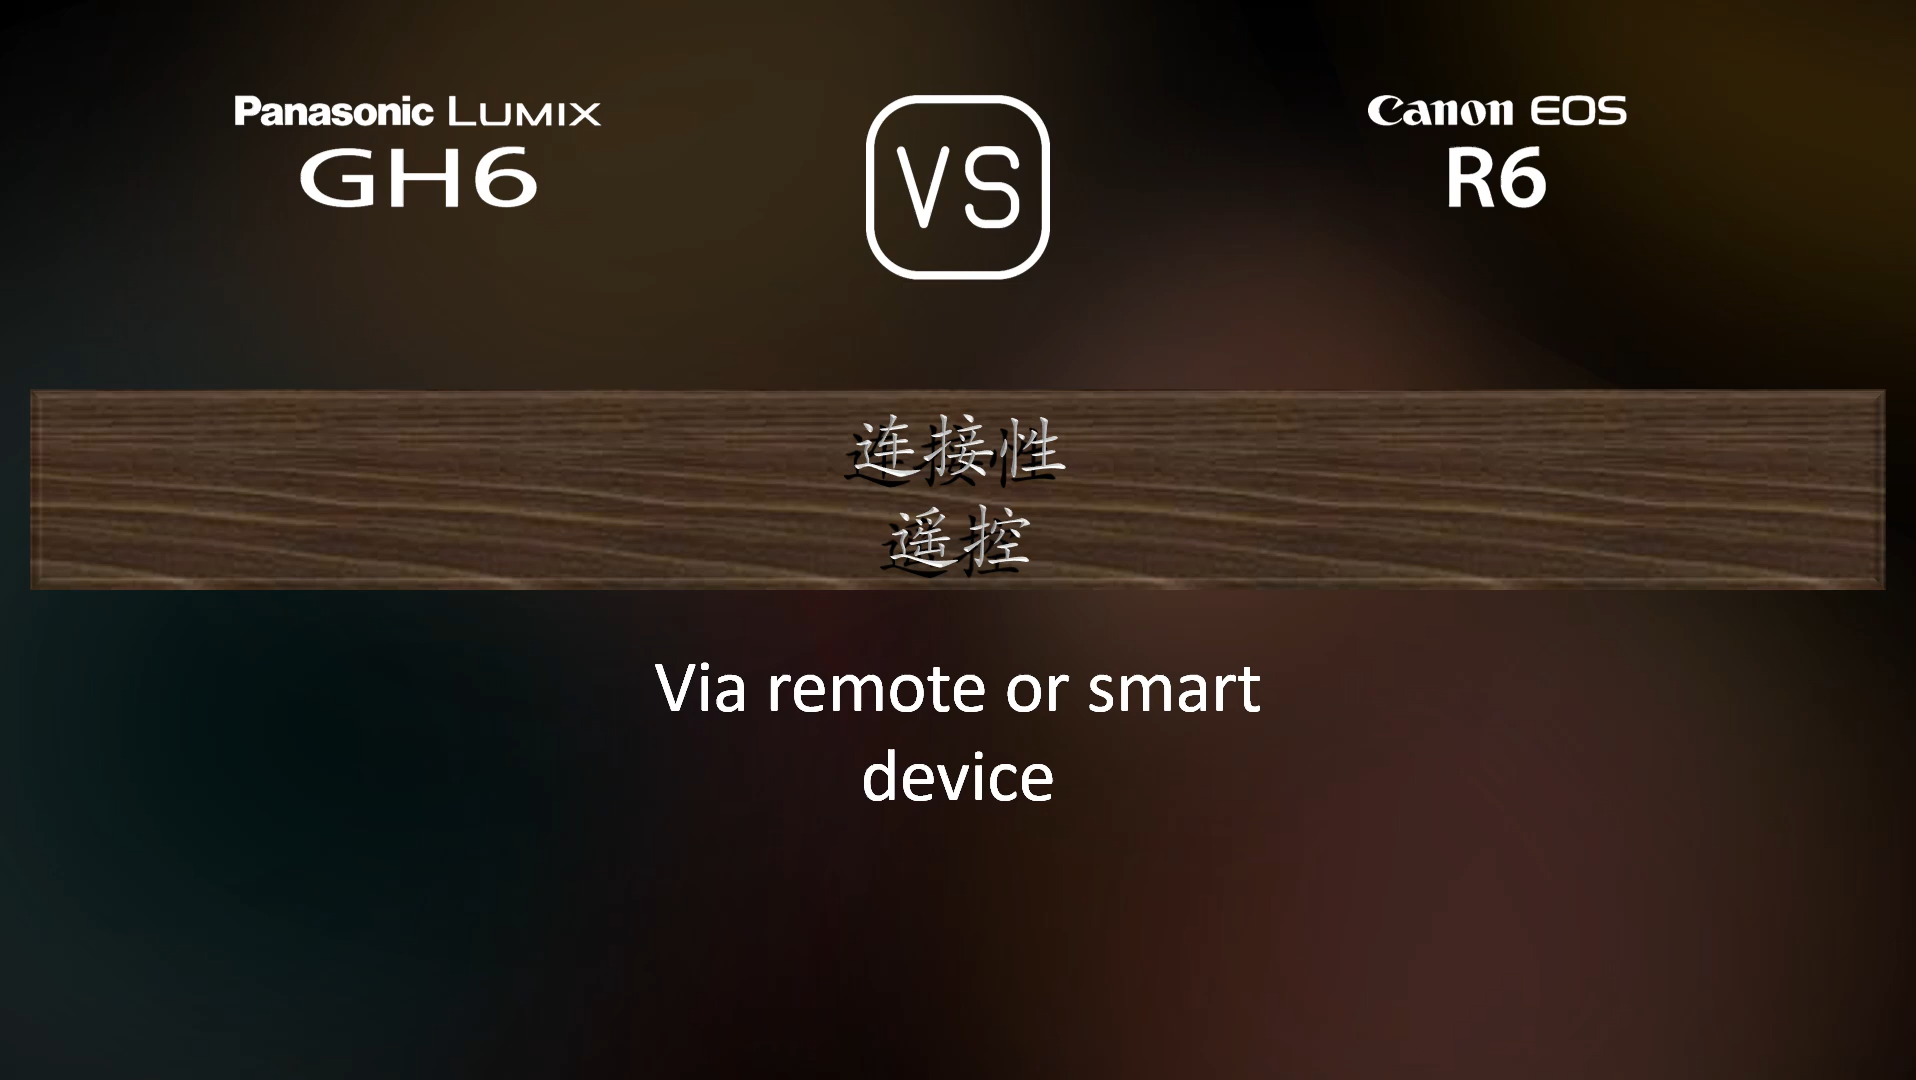 Panasonic LUMIX
GH6
VS
Canon EOS
R6
连接性
遥控
Via remote or smart
device